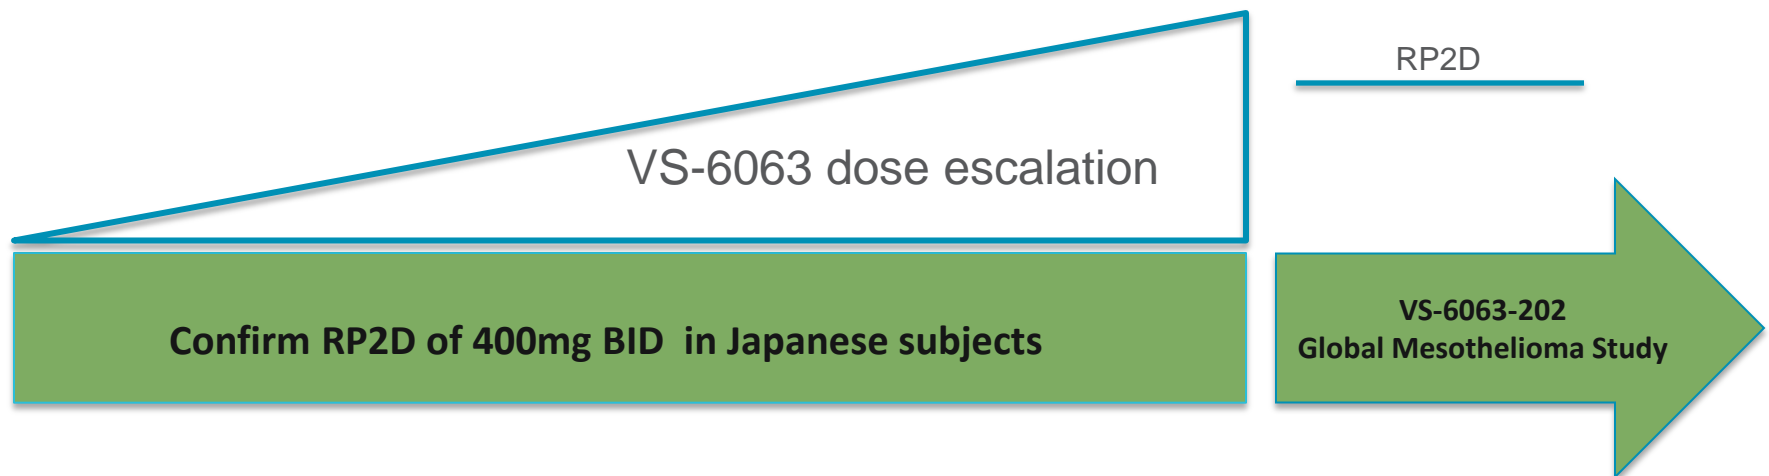 RP2D
VS-6063 dose escalation
Confirm RP2D of 400mg BID  in Japanese subjects
VS-6063-202
Global Mesothelioma Study